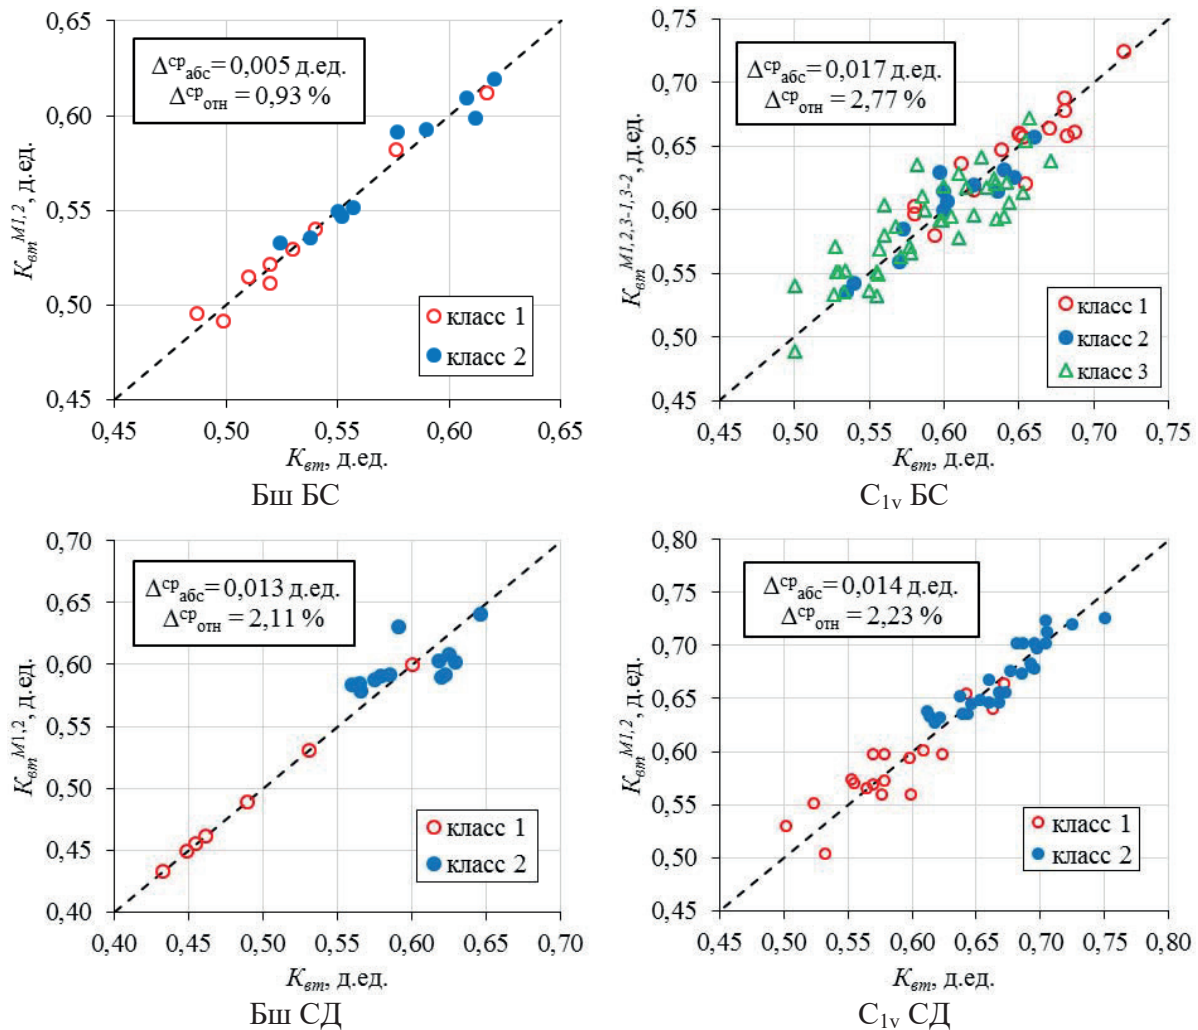 0,65
0,60
0,55
0,50
0,45
K_вт^М1,2, д.ед.
Δ^ср_абс = 0,005 д.ед.
Δ^ср_отн = 0,93 %
класс 1
класс 2
0,45 0,50 0,55 0,60 0,65
K_вт, д.ед.
Бш БС
0,75
0,70
0,65
0,60
0,55
0,50
0,45
K_вт^М1,2,3-1,3-2, д.ед.
Δ^ср_абс = 0,017 д.ед.
Δ^ср_отн = 2,77 %
класс 1
класс 2
класс 3
0,45 0,50 0,55 0,60 0,65 0,70 0,75
K_вт, д.ед.
C_1v БС
0,70
0,65
0,60
0,55
0,50
0,45
0,40
K_вт^М1,2, д.ед.
Δ^ср_абс = 0,013 д.ед.
Δ^ср_отн = 2,11 %
класс 1
класс 2
0,40 0,45 0,50 0,55 0,60 0,65 0,70
K_вт, д.ед.
Бш СД
0,80
0,75
0,70
0,65
0,60
0,55
0,50
0,45
K_вт^М1,2, д.ед.
Δ^ср_абс = 0,014 д.ед.
Δ^ср_отн = 2,23 %
класс 1
класс 2
0,45 0,50 0,55 0,60 0,65 0,70 0,75 0,80
K_вт, д.ед.
C_1v СД